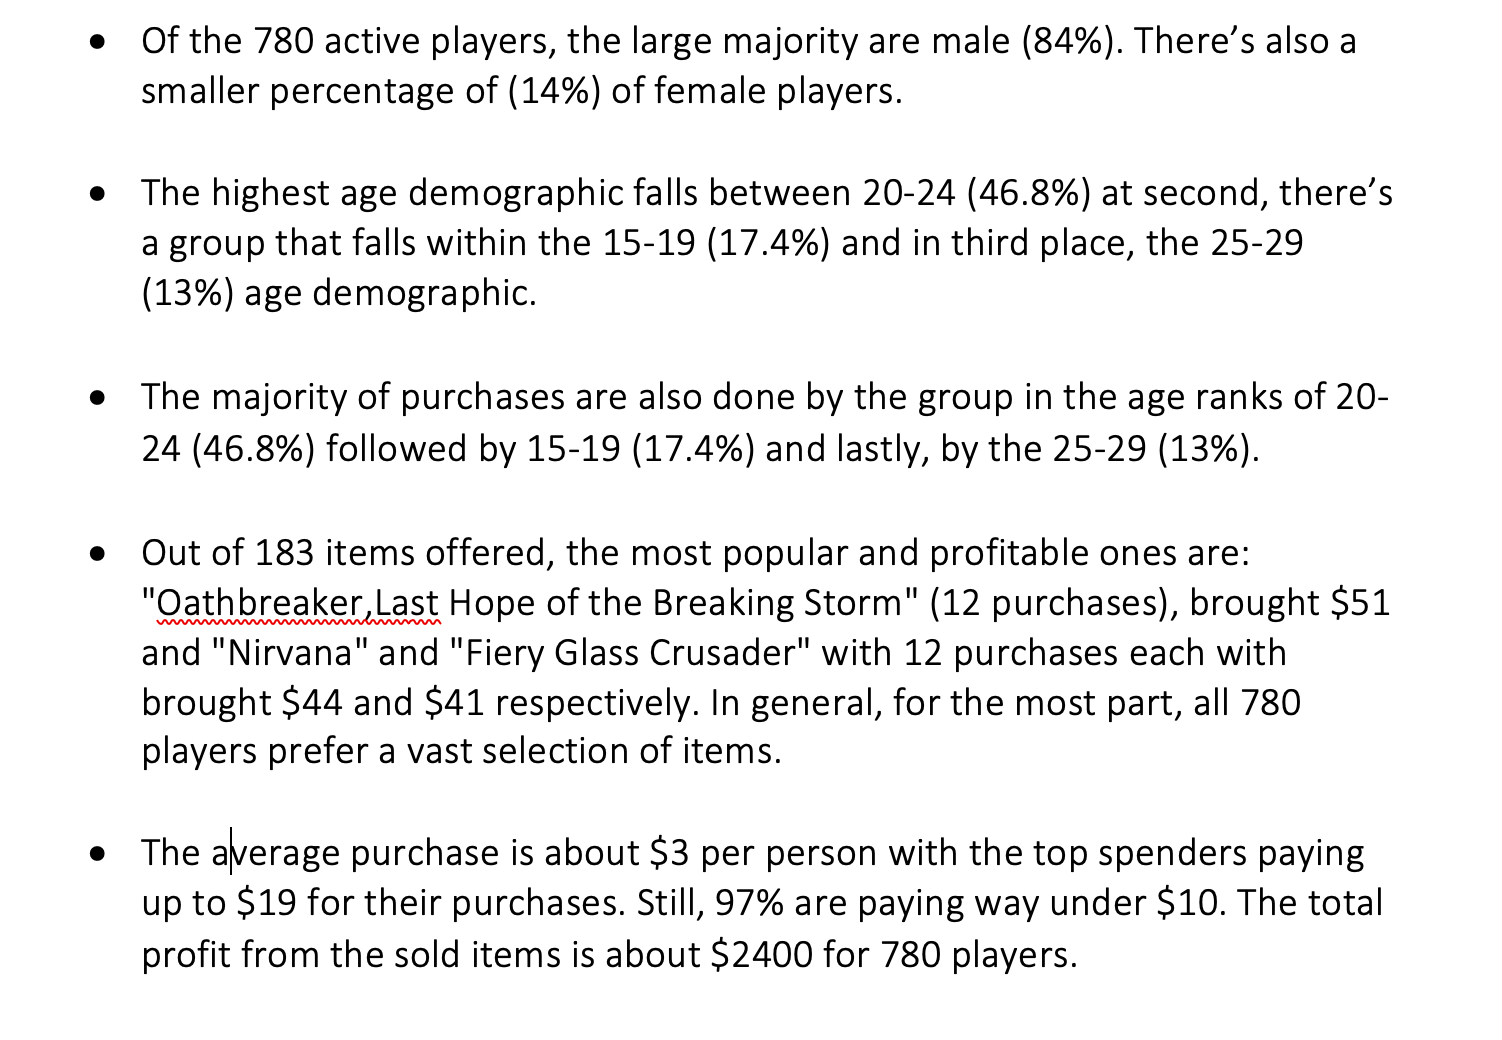 • Of the 780 active players, the large majority are male (84%). There’s also a
smaller percentage of (14%) of female players.
• The highest age demographic falls between 20-24 (46.8%) at second, there’s
a group that falls within the 15-19 (17.4%) and in third place, the 25-29
(13%) age demographic.
• The majority of purchases are also done by the group in the age ranks of 20-
24 (46.8%) followed by 15-19 (17.4%) and lastly, by the 25-29 (13%).
• Out of 183 items offered, the most popular and profitable ones are:
"Oathbreaker,Last Hope of the Breaking Storm" (12 purchases), brought $51
and "Nirvana" and "Fiery Glass Crusader" with 12 purchases each with
brought $44 and $41 respectively. In general, for the most part, all 780
players prefer a vast selection of items.
• The average purchase is about $3 per person with the top spenders paying
up to $19 for their purchases. Still, 97% are paying way under $10. The total
profit from the sold items is about $2400 for 780 players.